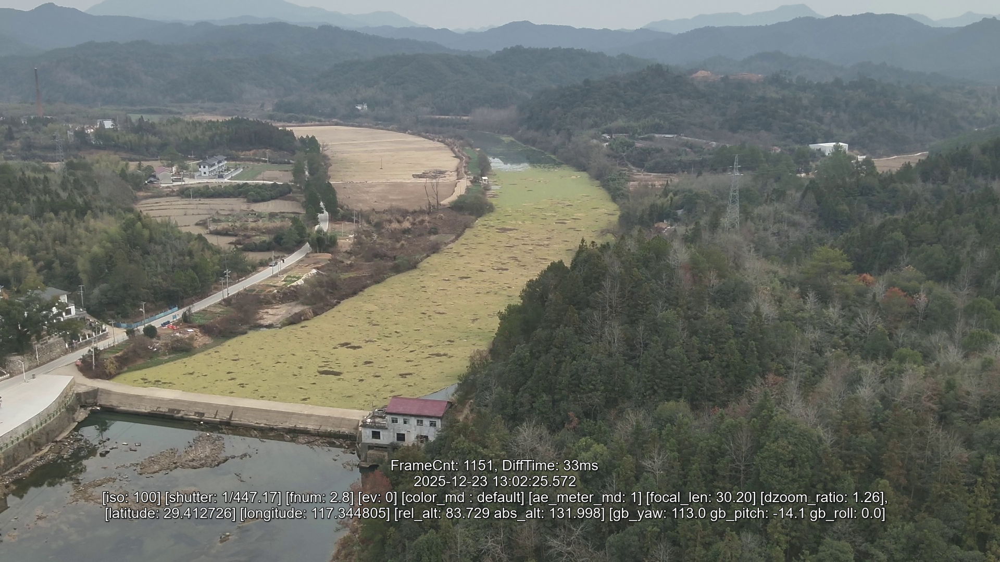 FrameCnt: 1151, DiffTime: 33ms
2025-12-23 13:02:25.572
[iso: 100] [shutter: 1/447.17] [fnum: 2.8] [ev: 0] [color_md : default] [ae_meter_md: 1] [focal_len: 30.20] [dzoom_ratio: 1.26],
[latitude: 29.412726] [longitude: 117.344805] [rel_alt: 83.729 abs_alt: 131.998] [gb_yaw: 113.0 gb_pitch: -14.1 gb_roll: 0.0]